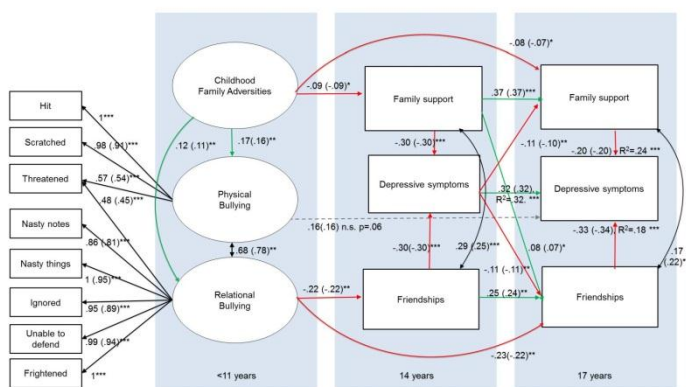 Hit
Scratched
Threatened
Nasty notes
Nasty things
Ignored
Unable to
defend
Frightened
1***
.98 (.91)***
.57 (.54)***
.48 (.45)***
.86 (.81)***
1 (.95)***
.95 (.89)***
.99 (.94)***
1***
Childhood
Family Adversities
.12 (.11)**
.17(.16)**
Physical
Bullying
.68 (.78)**
Relational
Bullying
<11 years
-.09 (-.09)*
-.08 (-.07)*
.16(.16) n.s. p=.06
-.22 (-.22)**
-.23(-.22)**
Family support
-.30 (-.30)***
Depressive symptoms
-.30(-.30)***
.29 (.25)***
Friendships
14 years
.37 (.37)***
-.11 (-.10)**
.32 (.32),
R²=.32. ***
.08 (.07)*
-.11 (-.11)**
.25 (.24)**
Family support
-.20 (-.20) R²=.24 ***
Depressive symptoms
-.33 (-.34), R²=.18 ***
.17
(.22)*
Friendships
17 years